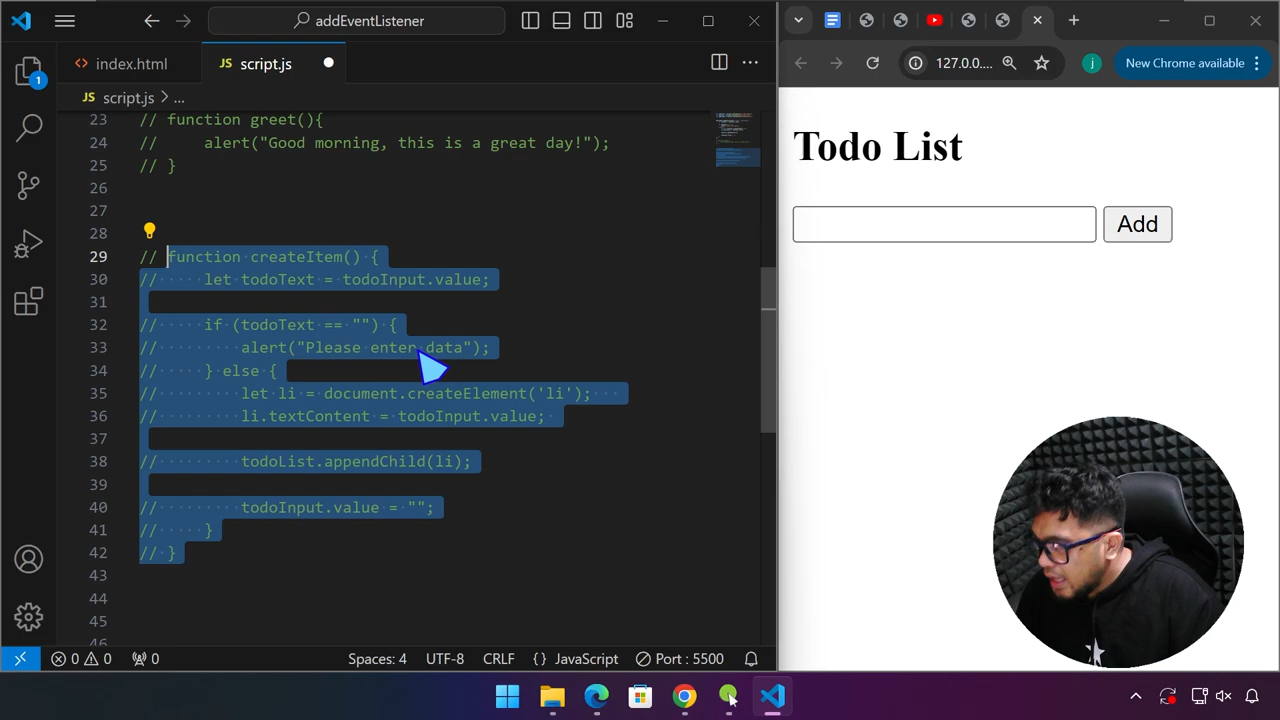 addEventListener
index.html
JS script.js
127.0.0....
j
New Chrome available
1
JS script.js > ...
23 // function greet(){
24 //     alert("Good morning, this is a great day!");
25 // }
26
27
28
29 // function createItem() {
30 //     let todoText = todoInput.value;
31
32 //     if (todoText == "") {
33 //         alert("Please enter data");
34 //     } else {
35 //         let li = document.createElement('li');
36 //         li.textContent = todoInput.value;
37
38 //         todoList.appendChild(li);
39
40 //         todoInput.value = "";
41 //     }
42 // }
43
44
45
46
Todo List
Add
0 0 0 Spaces: 4 UTF-8 CRLF {} JavaScript Port : 5500